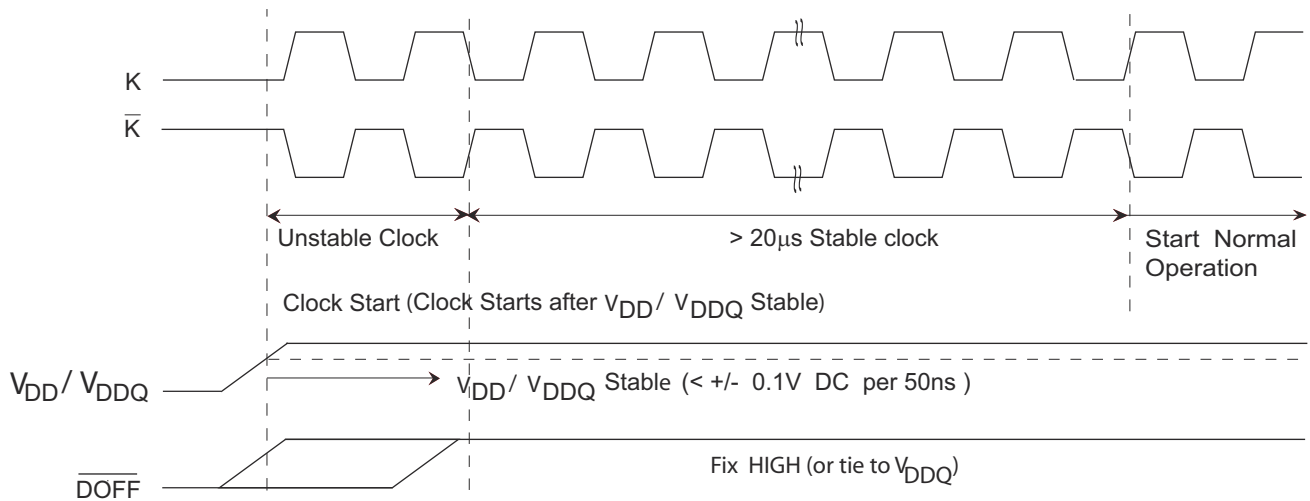 K
K̅
Unstable Clock
> 20µs Stable clock
Start Normal
Operation
Clock Start (Clock Starts after VDD / VDDQ Stable)
VDD / VDDQ
VDD / VDDQ Stable (< +/- 0.1V DC per 50ns )
D̅O̅F̅F̅
Fix HIGH (or tie to VDDQ)